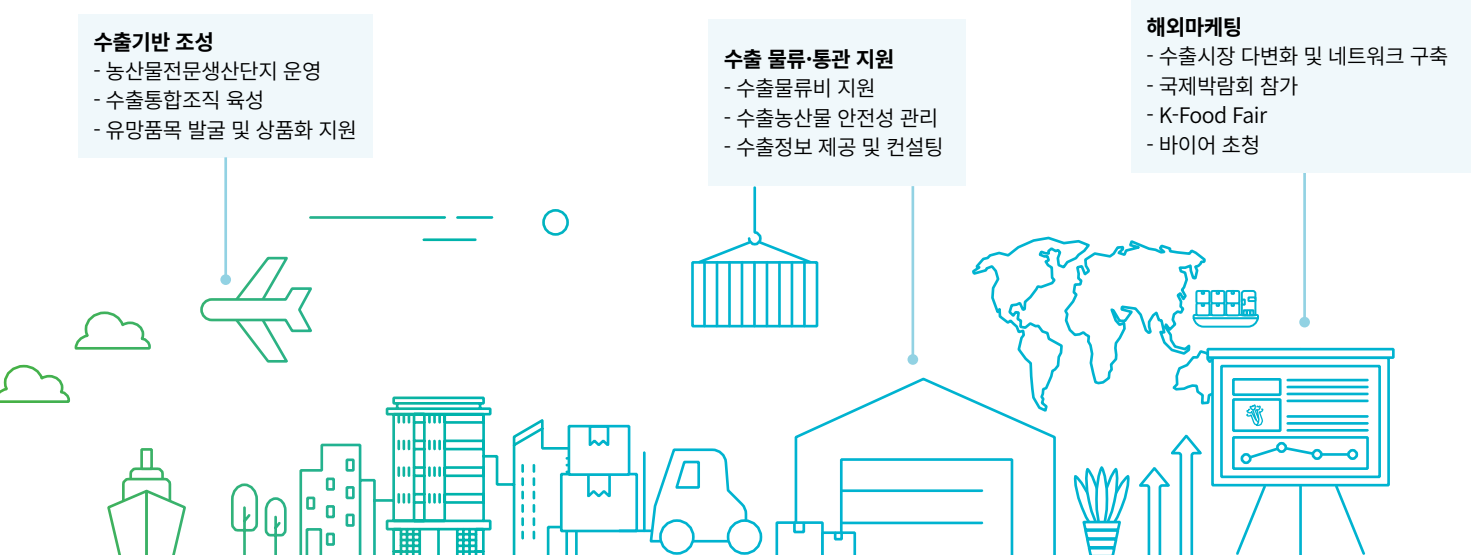 수출기반 조성
- 농산물전문생산단지 운영
- 수출통합조직 육성
- 유망품목 발굴 및 상품화 지원
수출 물류·통관 지원
- 수출물류비 지원
- 수출농산물 안전성 관리
- 수출정보 제공 및 컨설팅
해외마케팅
- 수출시장 다변화 및 네트워크 구축
- 국제박람회 참가
- K-Food Fair
- 바이어 초청